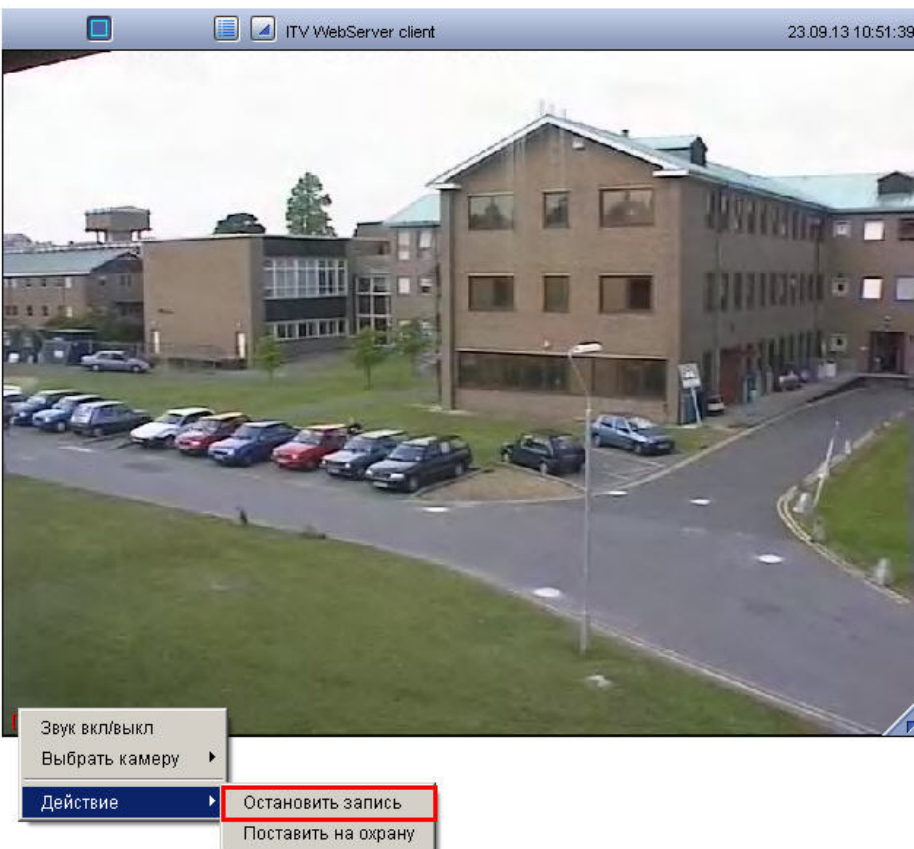 ITV WebServer client
23.09.13 10:51:39
Звук вкл/выкл
Выбрать камеру
Действие
Остановить запись
Поставить на охрану